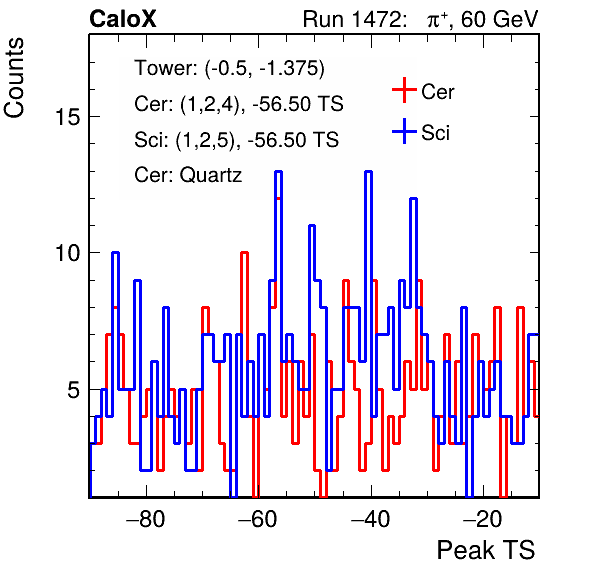 CaloX Run 1472: π⁺, 60 GeV
Counts
Tower: (-0.5, -1.375)
Cer: (1,2,4), -56.50 TS
Sci: (1,2,5), -56.50 TS
Cer: Quartz
Cer
Sci
15
10
5
−80 −60 −40 −20
Peak TS